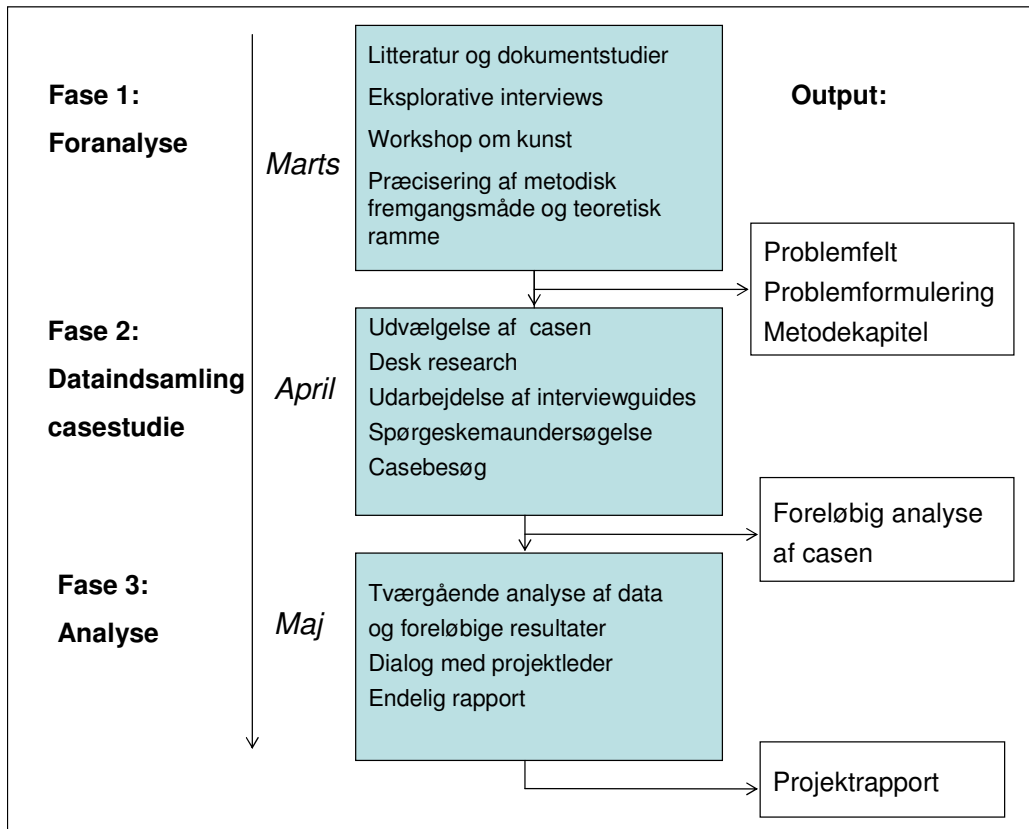 Fase 1:
Foranalyse
Marts
Litteratur og dokumentstudier
Eksplorative interviews
Workshop om kunst
Præcisering af metodisk
fremgangsmåde og teoretisk
ramme
Output:
Problemfelt
Problemformulering
Metodekapitel
Fase 2:
Dataindsamling
casestudie
April
Udvælgelse af casen
Desk research
Udarbejdelse af interviewguides
Spørgeskemaundersøgelse
Casebesøg
Foreløbig analyse
af casen
Fase 3:
Analyse
Maj
Tværgående analyse af data
og foreløbige resultater
Dialog med projektleder
Endelig rapport
Projektrapport